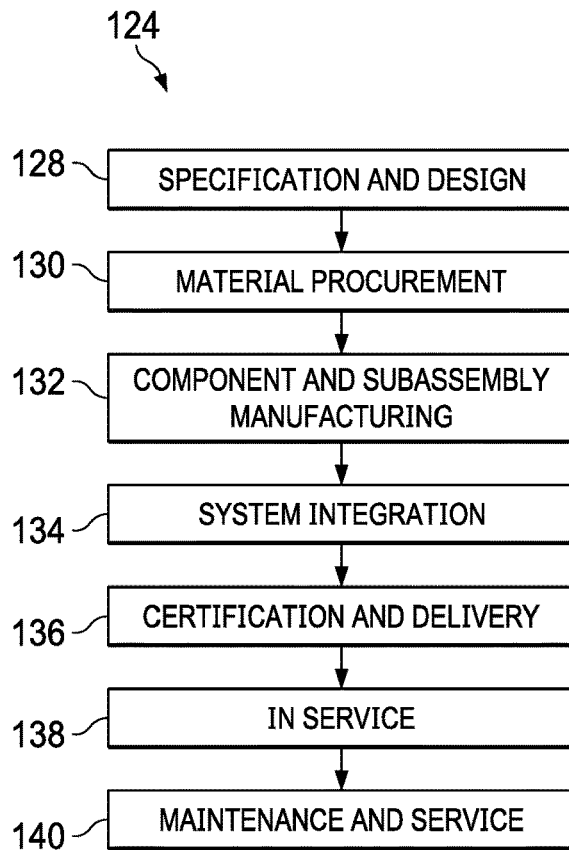 124
128
SPECIFICATION AND DESIGN
130
MATERIAL PROCUREMENT
132
COMPONENT AND SUBASSEMBLY
MANUFACTURING
134
SYSTEM INTEGRATION
136
CERTIFICATION AND DELIVERY
138
IN SERVICE
140
MAINTENANCE AND SERVICE